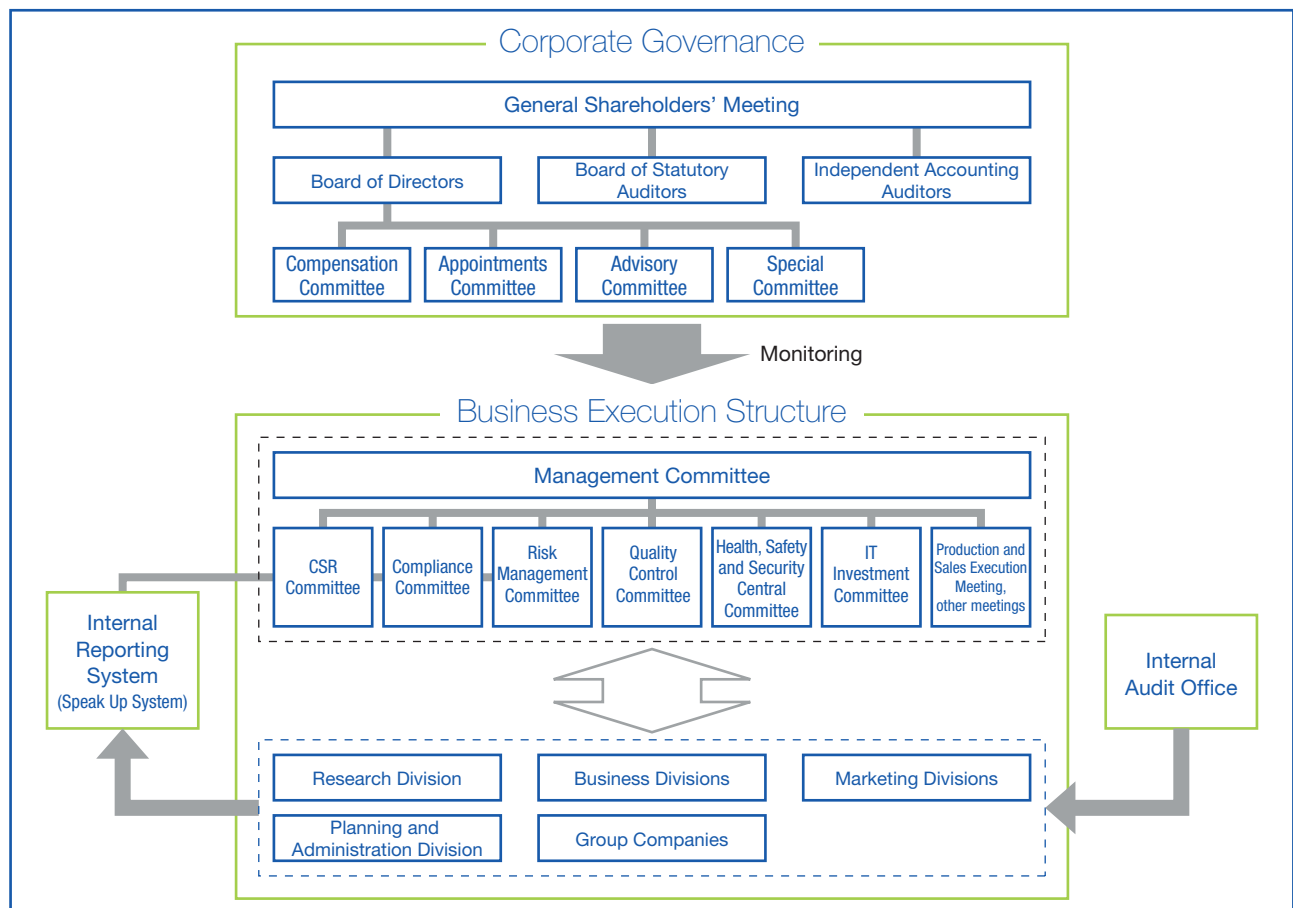 Corporate Governance
General Shareholders’ Meeting
Board of Directors
Board of Statutory
Auditors
Independent Accounting
Auditors
Compensation
Committee
Appointments
Committee
Advisory
Committee
Special
Committee
Monitoring
Business Execution Structure
Management Committee
CSR
Committee
Compliance
Committee
Risk
Management
Committee
Quality
Control
Committee
Health, Safety
and Security
Central
Committee
IT
Investment
Committee
Production and
Sales Execution
Meeting,
other meetings
Internal
Reporting
System
(Speak Up System)
Internal
Audit Office
Research Division
Business Divisions
Marketing Divisions
Planning and
Administration Division
Group Companies